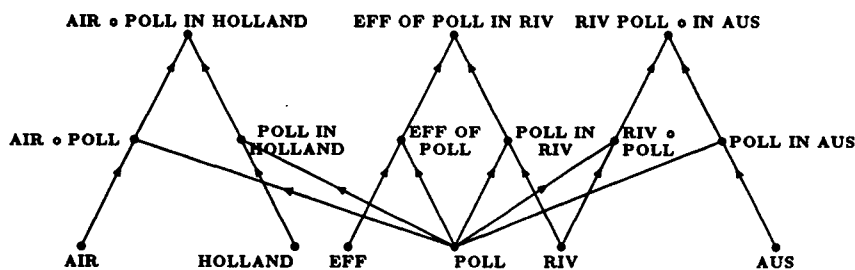 AIR o POLL IN HOLLAND
EFF OF POLL IN RIV
RIV POLL o IN AUS
AIR o POLL
POLL IN
HOLLAND
EFF OF
POLL
POLL IN
RIV
RIV o
POLL
POLL IN AUS
AIR
HOLLAND
EFF
POLL
RIV
AUS